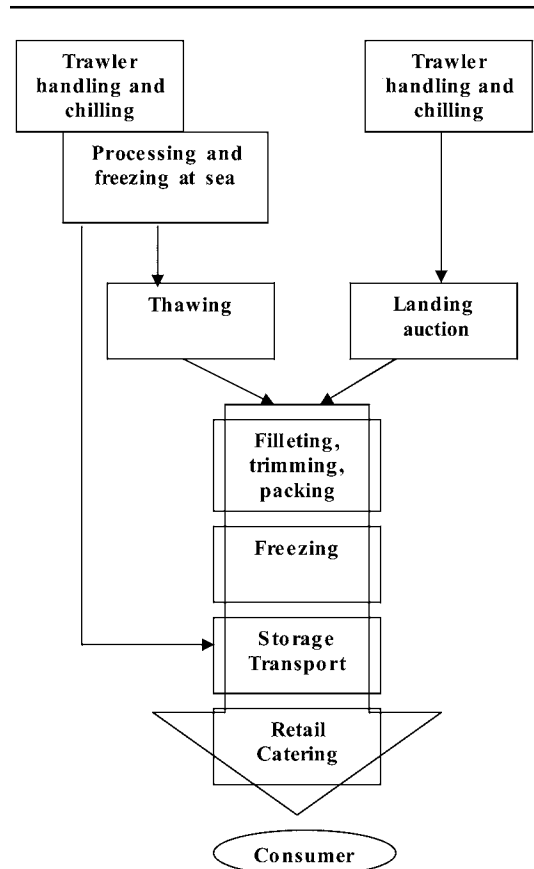 Trawler
handling and
chilling
Trawler
handling and
chilling
Processing and
freezing at sea
Thawing
Landing
auction
Filleting,
trimming,
packing
Freezing
Storage
Transport
Retail
Catering
Consumer